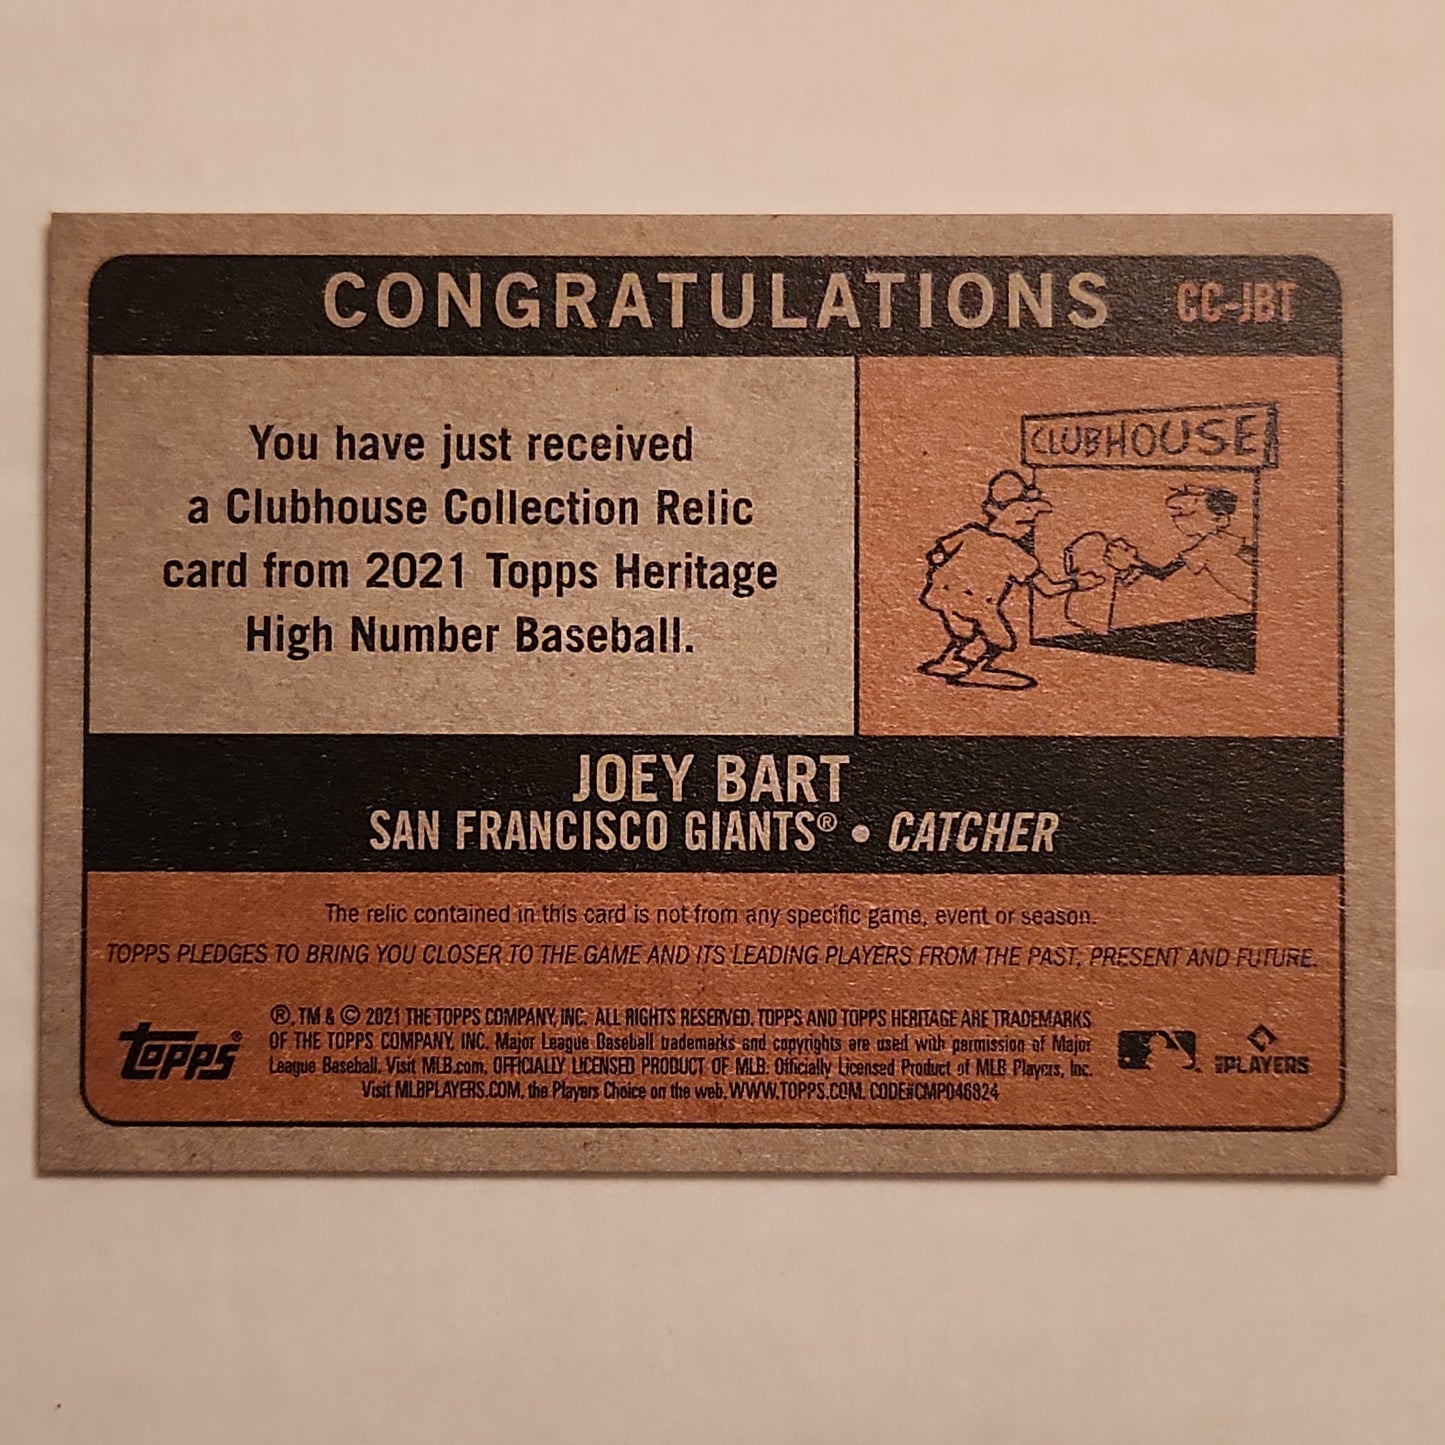 CONGRATULATIONS CC-JBT
You have just received
a Clubhouse Collection Relic
card from 2021 Topps Heritage
High Number Baseball.
CLUBHOUSE
JOEY BART
SAN FRANCISCO GIANTS® • CATCHER
The relic contained in this card is not from any specific game, event or season.
TOPPS PLEDGES TO BRING YOU CLOSER TO THE GAME AND ITS LEADING PLAYERS FROM THE PAST, PRESENT AND FUTURE.
Topps®
®, TM & © 2021 THE TOPPS COMPANY, INC. ALL RIGHTS RESERVED. TOPPS AND TOPPS HERITAGE ARE TRADEMARKS
OF THE TOPPS COMPANY, INC. Major League Baseball trademarks and copyrights are used with permission of Major
League Baseball. Visit MLB.com. OFFICIALLY LICENSED PRODUCT OF MLB. Officially Licensed Product of MLB Players, Inc.
Visit MLBPLAYERS.COM, the Players Choice on the web. WWW.TOPPS.COM. CODE#CMP046824
MLB PLAYERS